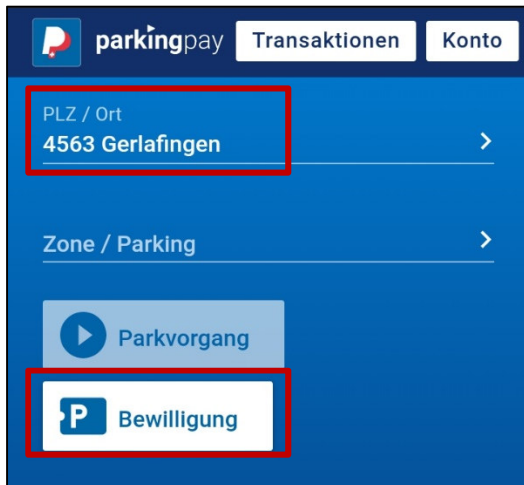 parkingpay Transaktionen Konto
PLZ / Ort
4563 Gerlafingen
Zone / Parking
Parkvorgang
P Bewilligung